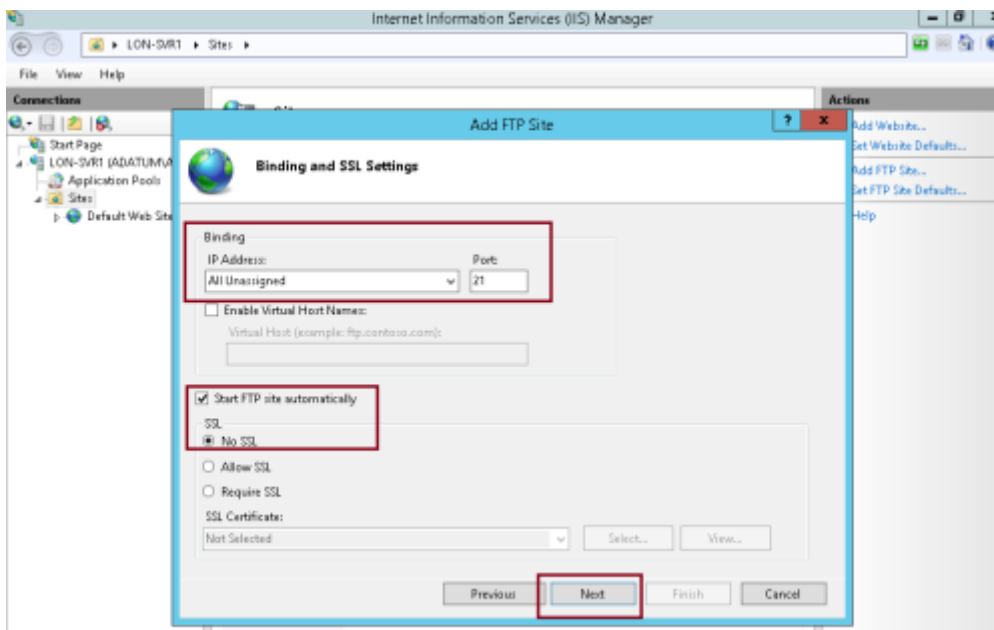 Internet Information Services (IIS) Manager
LON-SVR1 Sites
File View Help
Connections
Actions
Add FTP Site
? x
Start Page
Add Website...
LON-SVR1 (ADATUM\A
Set Website Defaults...
Binding and SSL Settings
Application Pools
Add FTP Site...
Sites
Set FTP Site Defaults...
Default Web Site
Help
Binding
IP Address: Port:
All Unassigned 21
Enable Virtual Host Names:
Virtual Host (example: ftp.contoso.com):
Start FTP site automatically
SSL
No SSL
Allow SSL
Require SSL
SSL Certificate:
Not Selected Select... View...
Previous Next Finish Cancel